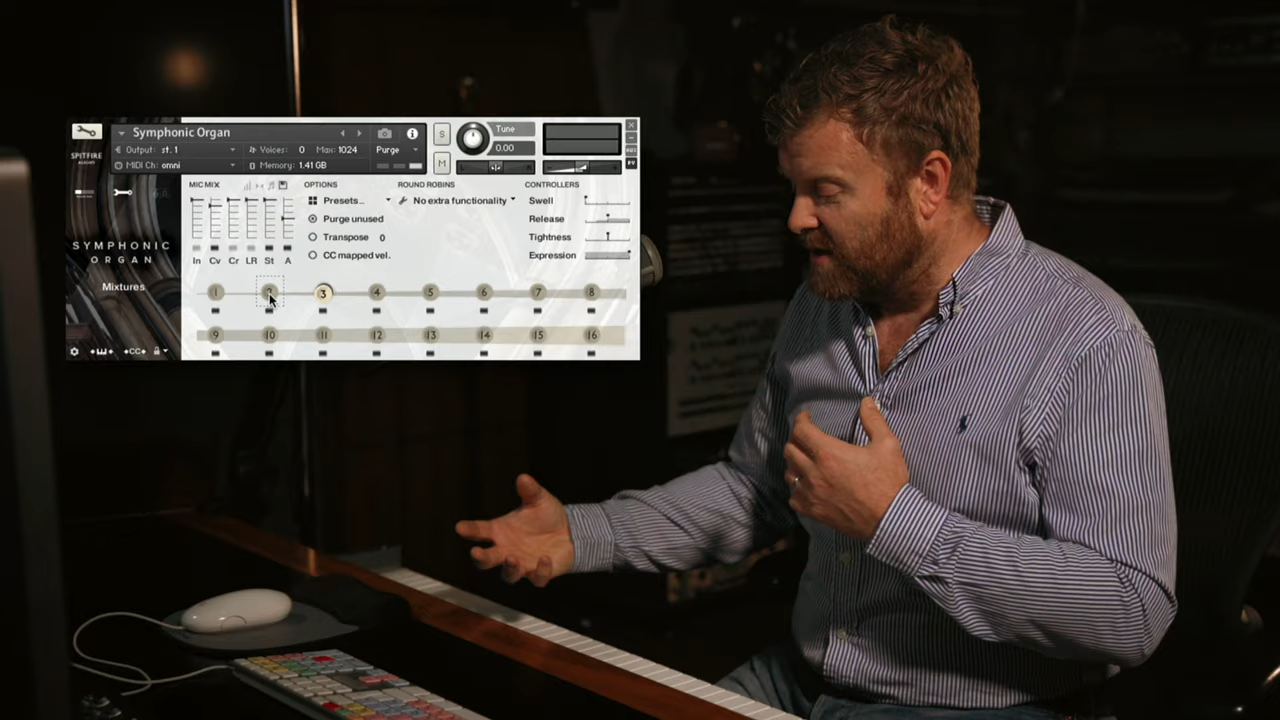 Symphonic Organ
Output: st. 1
Voices: 0 Max: 1024
Purge
MIDI Ch: omni
Memory: 1.41 GB
S
M
Tune
0.00
SPITFIRE
AUDIO
SYMPHONIC
ORGAN
Mixtures
CC
MIC MIX
In Cv Cr LR St A
OPTIONS
Presets...
Purge unused
Transpose 0
CC mapped vel.
ROUND ROBINS
No extra functionality
CONTROLLERS
Swell
Release
Tightness
Expression
1 2 3 4 5 6 7 8
9 10 11 12 13 14 15 16